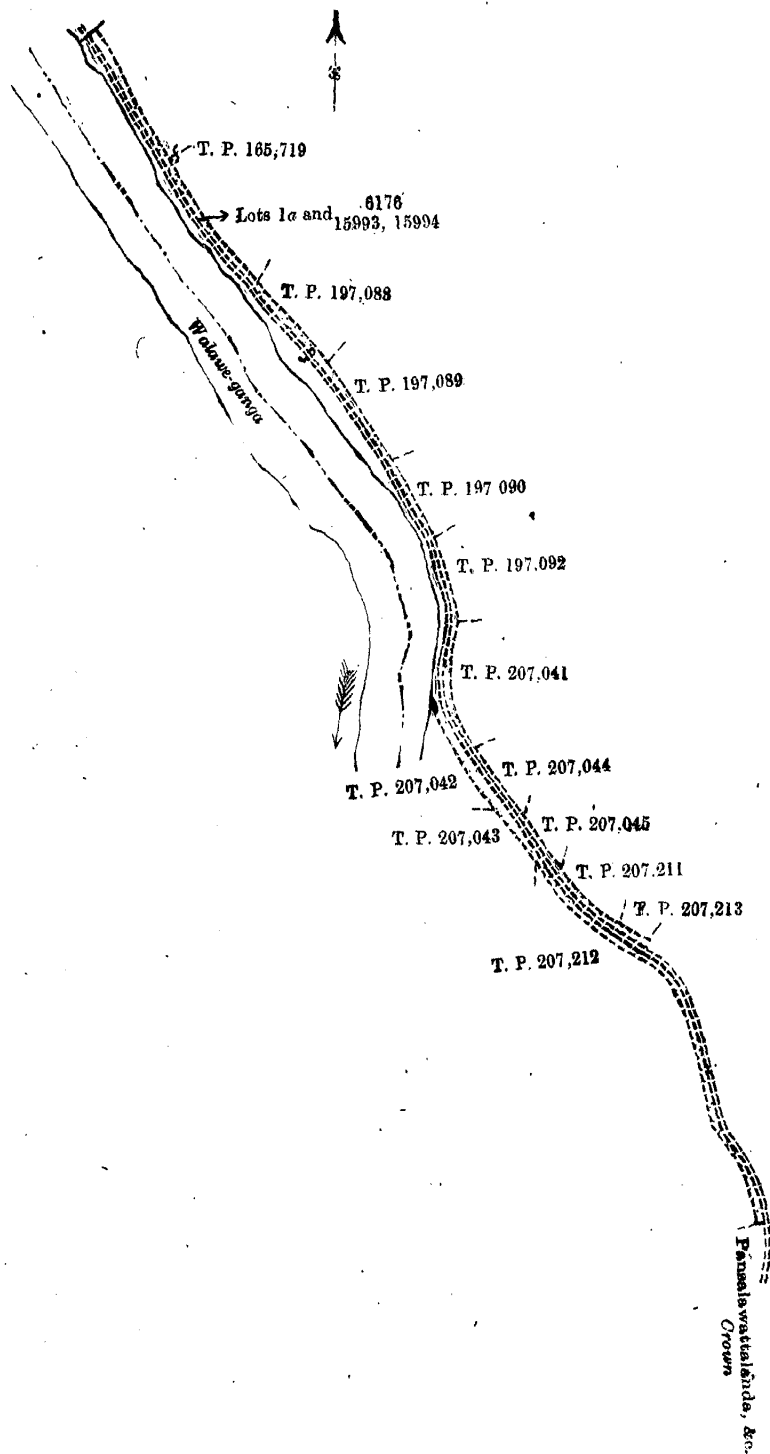 T. P. 165,719
Lots 1a and 6176
15993, 15994
T. P. 197,088
Walawe-ganga
T. P. 197,089
T. P. 197 090
T. P. 197,092
T. P. 207,041
T. P. 207,042
T. P. 207,044
T. P. 207,043
T. P. 207,045
T. P. 207.211
T. P. 207,213
T. P. 207,212
Pánsalawattalánda, &c.
Crown